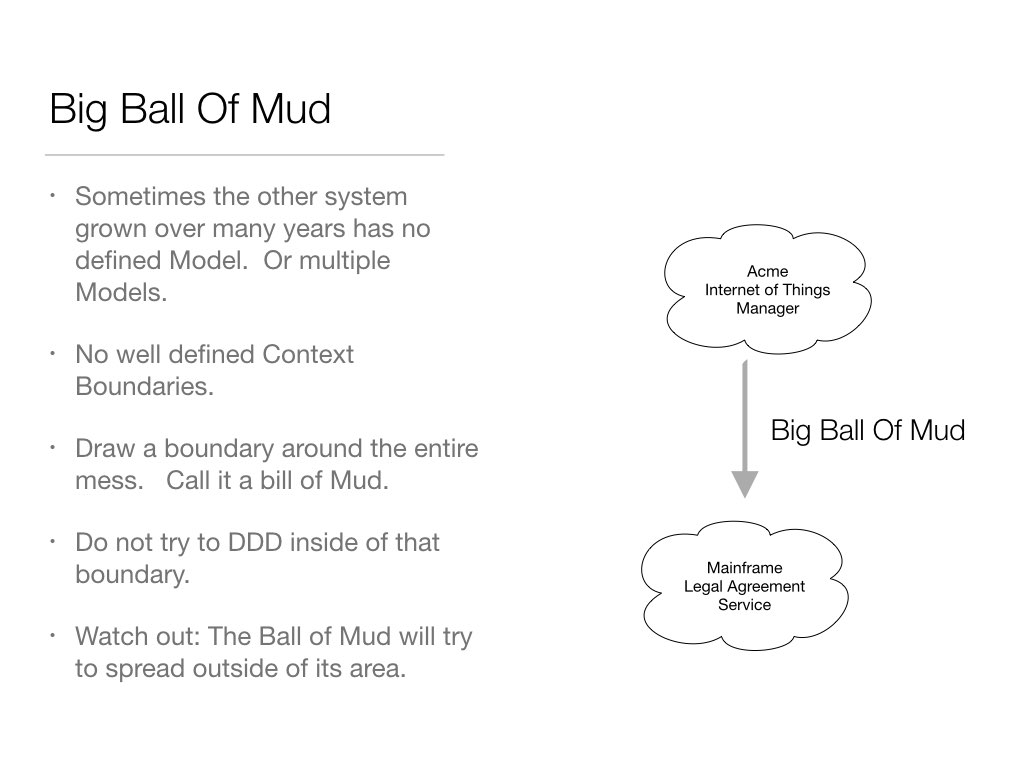 Big Ball Of Mud
• Sometimes the other system
grown over many years has no
defined Model.  Or multiple
Models.
• No well defined Context
Boundaries.
• Draw a boundary around the entire
mess.   Call it a bill of Mud.
• Do not try to DDD inside of that
boundary.
• Watch out: The Ball of Mud will try
to spread outside of its area.
Acme
Internet of Things
Manager
Big Ball Of Mud
Mainframe
Legal Agreement
Service